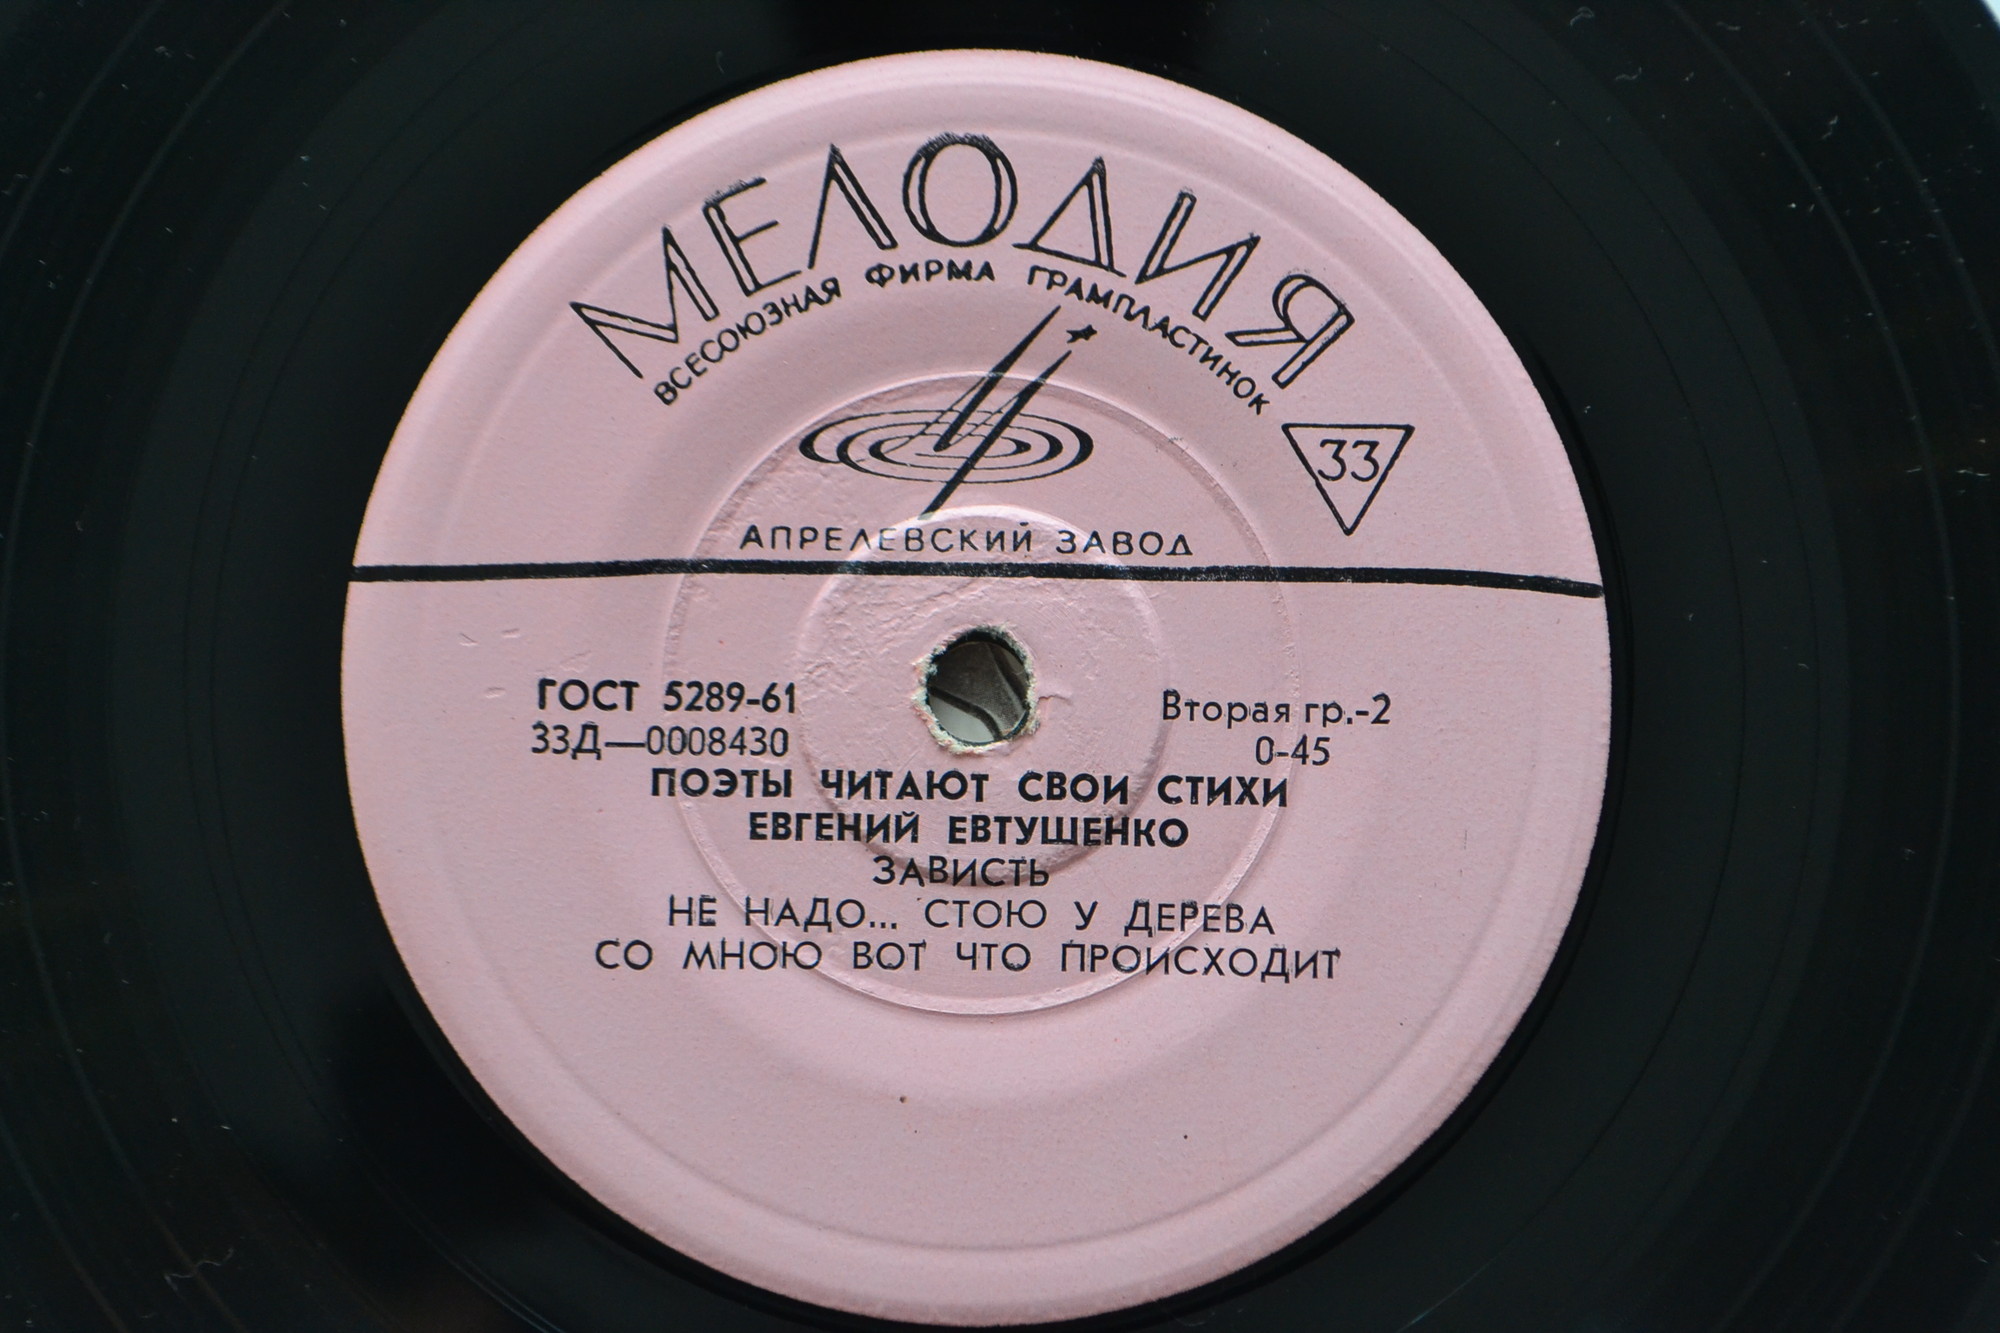 МЕЛОДИЯ
ВСЕСОЮЗНАЯ ФИРМА ГРАМПЛАСТИНОК
33
АПРЕЛЕВСКИЙ ЗАВОД
ГОСТ 5289-61
Вторая гр.-2
33Д—0008430
0-45
ПОЭТЫ ЧИТАЮТ СВОИ СТИХИ
ЕВГЕНИЙ ЕВТУШЕНКО
ЗАВИСТЬ
НЕ НАДО... СТОЮ У ДЕРЕВА
СО МНОЮ ВОТ ЧТО ПРОИСХОДИТ